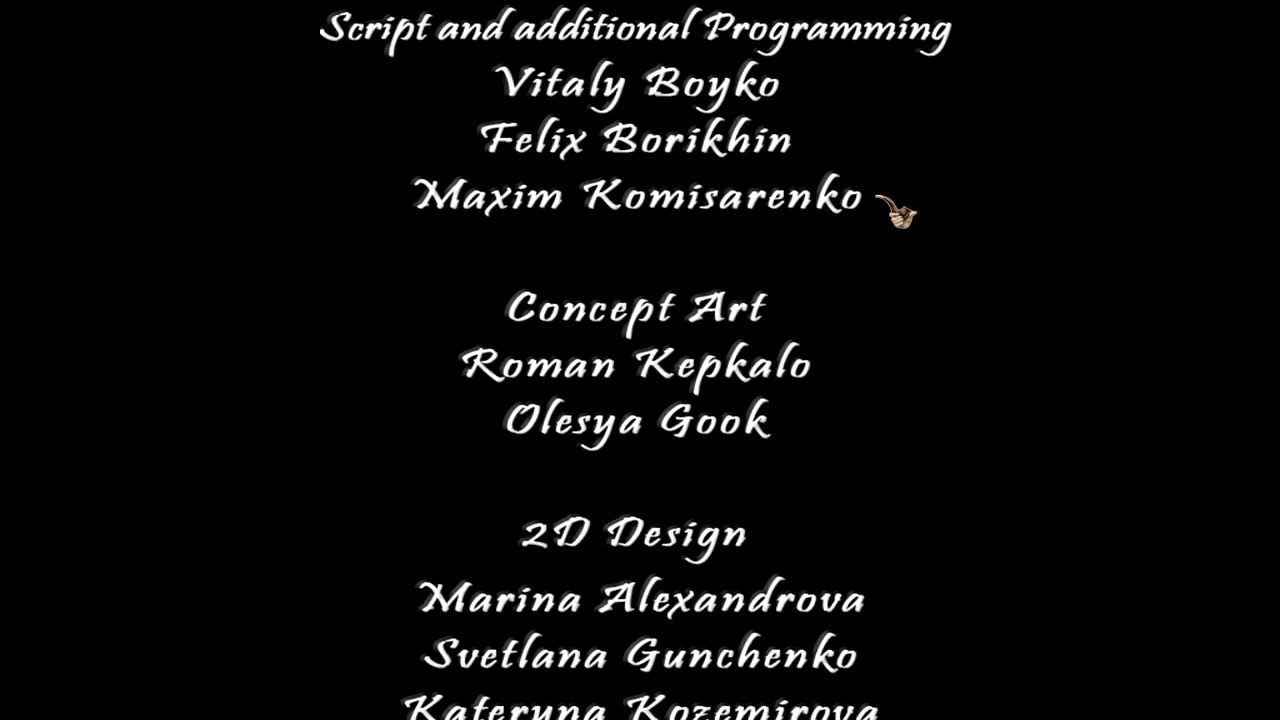 Script and additional Programming
Vitaly Boyko
Felix Borikhin
Maxim Komisarenko
Concept Art
Roman Kepkalo
Olesya Gook
2D Design
Marina Alexandrova
Svetlana Gunchenko
Kateryna Kozemirova